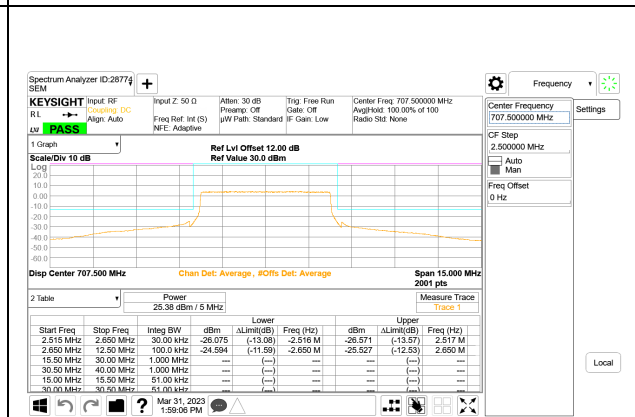 Spectrum Analyzer ID:28774
SEM
+
Frequency
KEYSIGHT Input: RF Input Z: 50 Ω Atten: 30 dB Trig: Free Run Center Freq: 707.500000 MHz
RL Coupling: DC Preamp: Off Gate: Off Avg|Hold: 100.00% of 100
Align: Auto Freq Ref: Int (S) µW Path: Standard IF Gain: Low Radio Std: None
PASS NFE: Adaptive
Center Frequency
707.500000 MHz
Settings
CF Step
2.500000 MHz
Auto
Man
Freq Offset
0 Hz
Local
1 Graph
Ref Lvl Offset 12.00 dB
Scale/Div 10 dB Ref Value 30.0 dBm
Log
20.0
10.0
0.00
-10.0
-20.0
-30.0
-40.0
-50.0
-60.0
Disp Center 707.500 MHz Chan Det: Average, #Offs Det: Average Span 15.000 MHz
2001 pts
2 Table Power Measure Trace
25.38 dBm / 5 MHz Trace 1
Lower Upper
Start Freq Stop Freq Integ BW dBm ΔLimit(dB) Freq (Hz) dBm ΔLimit(dB) Freq (Hz)
2.515 MHz 2.650 MHz 30.00 kHz -26.075 (-13.08) -2.516 M -26.571 (-13.57) 2.517 M
2.650 MHz 12.50 MHz 100.0 kHz -24.594 (-11.59) -2.650 M -25.527 (-12.53) 2.650 M
15.50 MHz 30.00 MHz 1.000 MHz --- (---) --- --- (---) ---
30.50 MHz 40.00 MHz 1.000 MHz --- (---) --- --- (---) ---
15.00 MHz 15.50 MHz 51.00 kHz --- (---) --- --- (---) ---
30.00 MHz 30.50 MHz 51.00 kHz --- (---) --- --- (---) ---
? Mar 31, 2023
1:59:06 PM